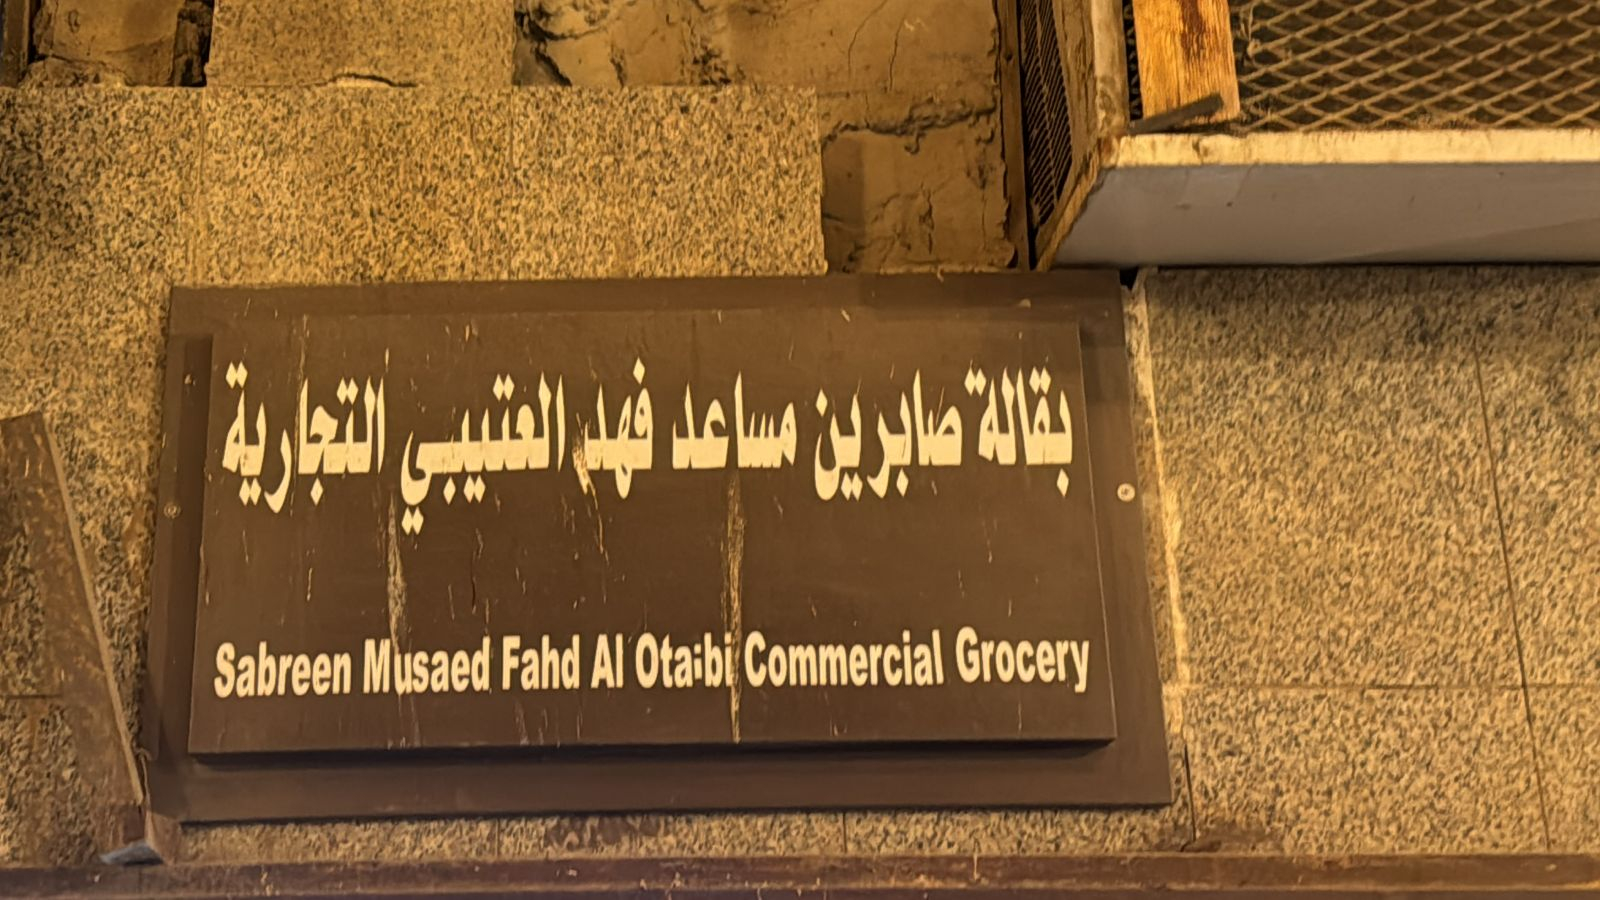 بقالة صابرين مساعد فهد العتيبي التجارية
Sabreen Musaed Fahd Al Otaibi Commercial Grocery